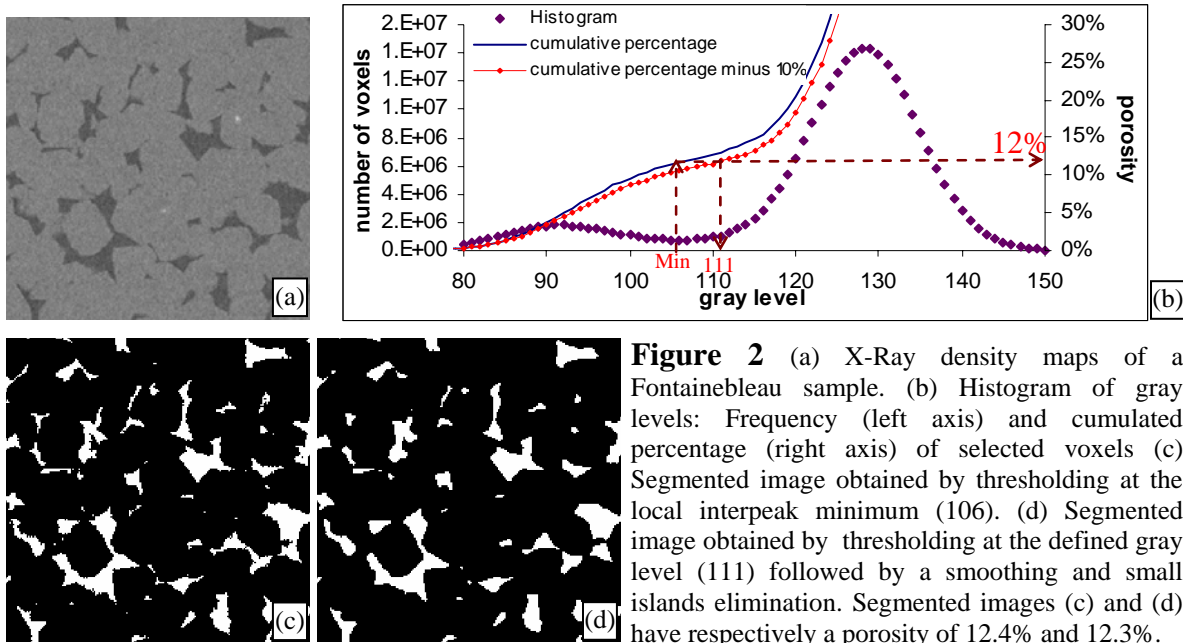 Histogram
cumulative percentage
cumulative percentage minus 10%
number of voxels
2.E+07
1.E+07
1.E+07
1.E+07
8.E+06
6.E+06
4.E+06
2.E+06
0.E+00
30%
25%
20%
15%
10%
5%
0%
porosity
12%
Min
111
80 90 100 110 120 130 140 150
gray level
(a)
(b)
(c)
(d)
Figure 2 (a) X-Ray density maps of a
Fontainebleau sample. (b) Histogram of gray
levels: Frequency (left axis) and cumulated
percentage (right axis) of selected voxels (c)
Segmented image obtained by thresholding at the
local interpeak minimum (106). (d) Segmented
image obtained by thresholding at the defined gray
level (111) followed by a smoothing and small
islands elimination. Segmented images (c) and (d)
have respectively a porosity of 12.4% and 12.3%.